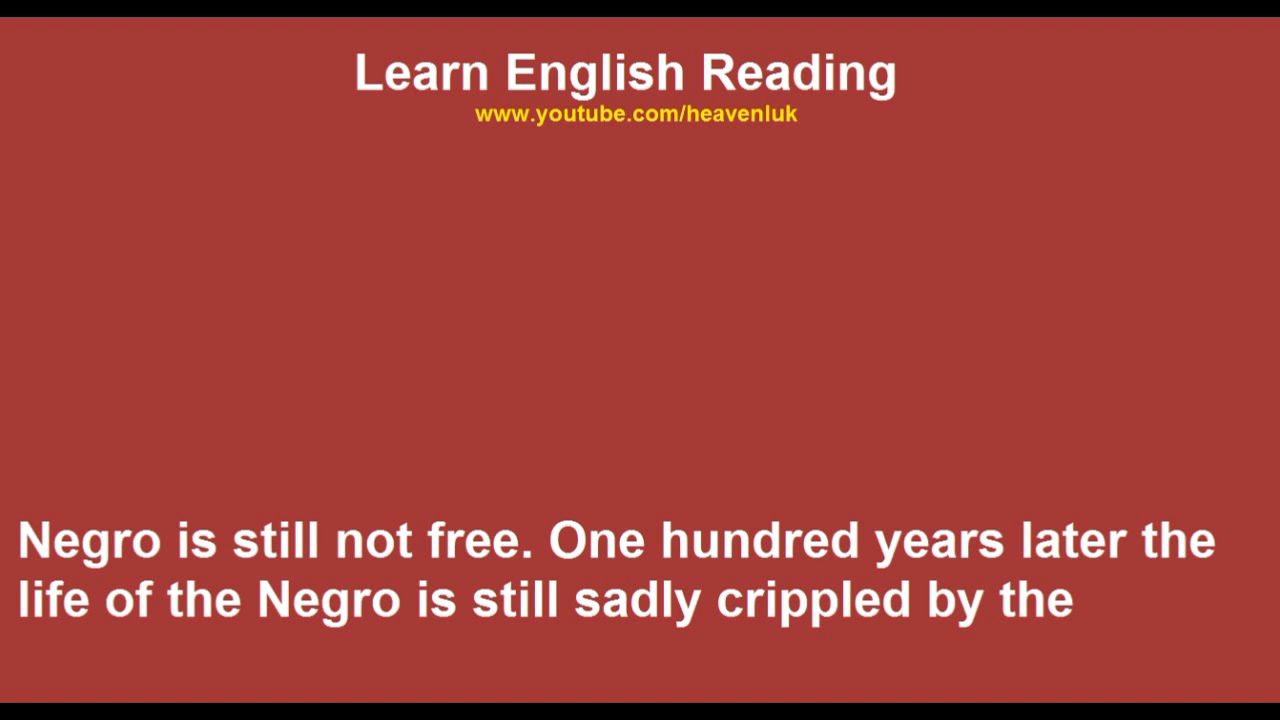 Learn English Reading
www.youtube.com/heavenluk
Negro is still not free. One hundred years later the
life of the Negro is still sadly crippled by the